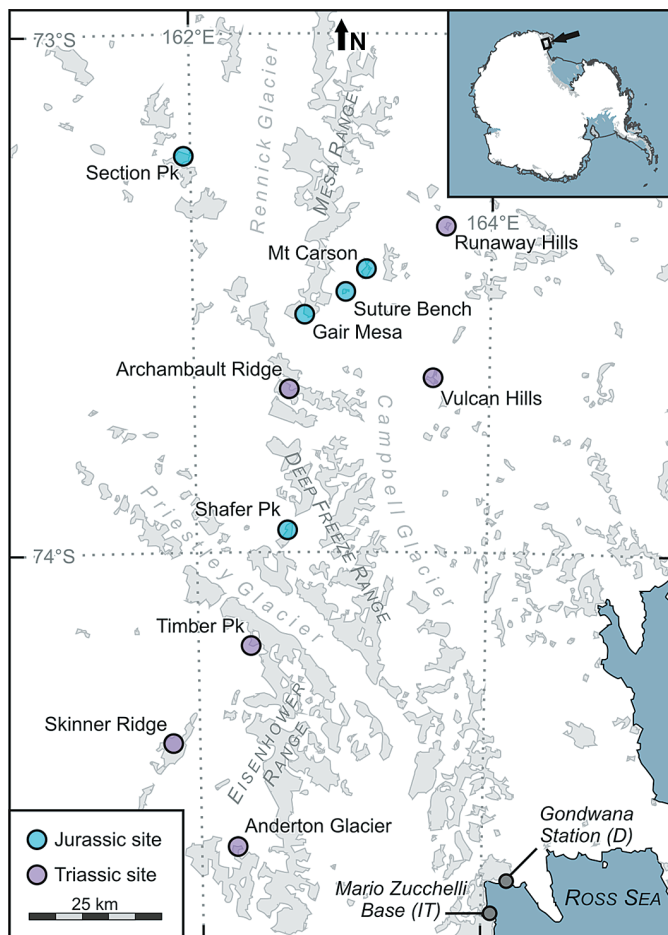 73°S
162°E
N
Rennick Glacier
MESA RANGE
Section Pk
164°E
Runaway Hills
Mt Carson
Suture Bench
Gair Mesa
Archambault Ridge
Vulcan Hills
Campbell Glacier
DEEP FREEZE RANGE
Priestley Glacier
Shafer Pk
74°S
Timber Pk
Skinner Ridge
EISENHOWER
RANGE
Anderton Glacier
Gondwana
Station (D)
Mario Zucchelli
Base (IT)
ROSS SEA
Jurassic site
Triassic site
25 km